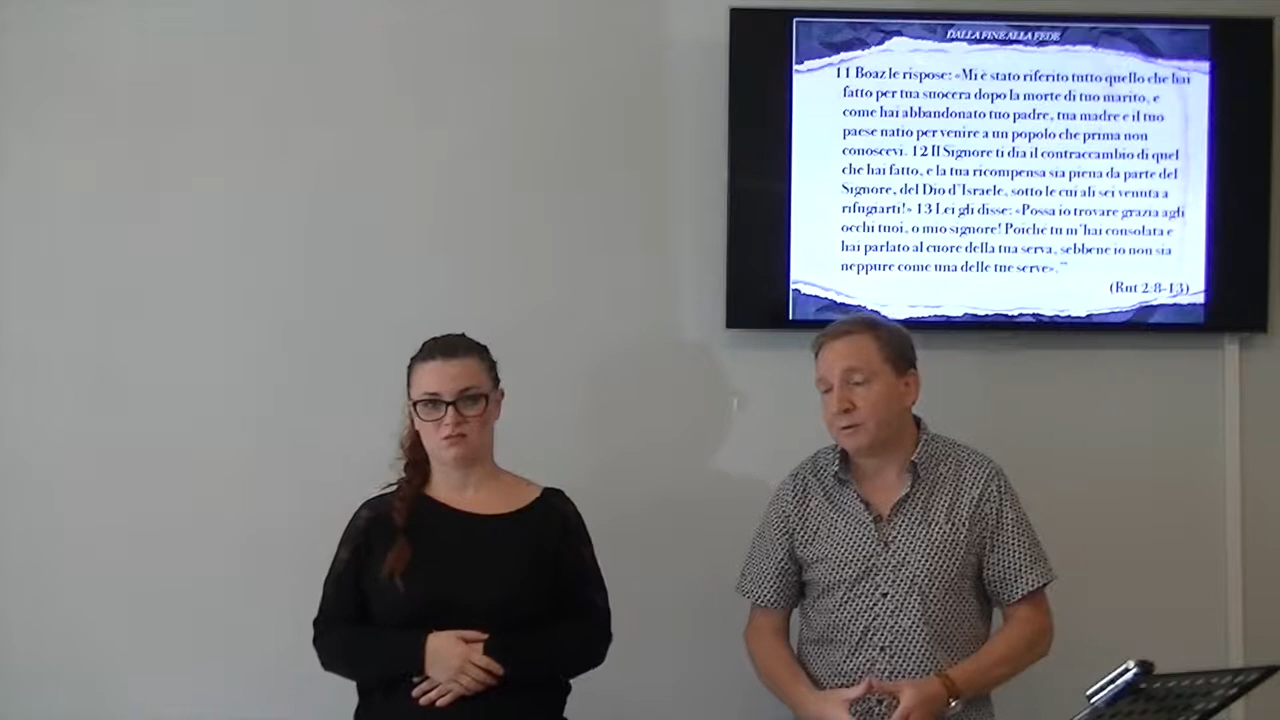 DALLA FINE ALLA FEDE
11 Boaz le rispose: «Mi è stato riferito tutto quello che hai
fatto per tua suocera dopo la morte di tuo marito, e
come hai abbandonato tuo padre, tua madre e il tuo
paese natio per venire a un popolo che prima non
conoscevi. 12 Il Signore ti dia il contraccambio di quel
che hai fatto, e la tua ricompensa sia piena da parte del
Signore, del Dio d'Israele, sotto le cui ali sei venuta a
rifugiarti!» 13 Lei gli disse: «Possa io trovare grazia agli
occhi tuoi, o mio signore! Poiché tu m'hai consolata e
hai parlato al cuore della tua serva, sebbene io non sia
neppure come una delle tue serve».”
(Rut 2:8-13)